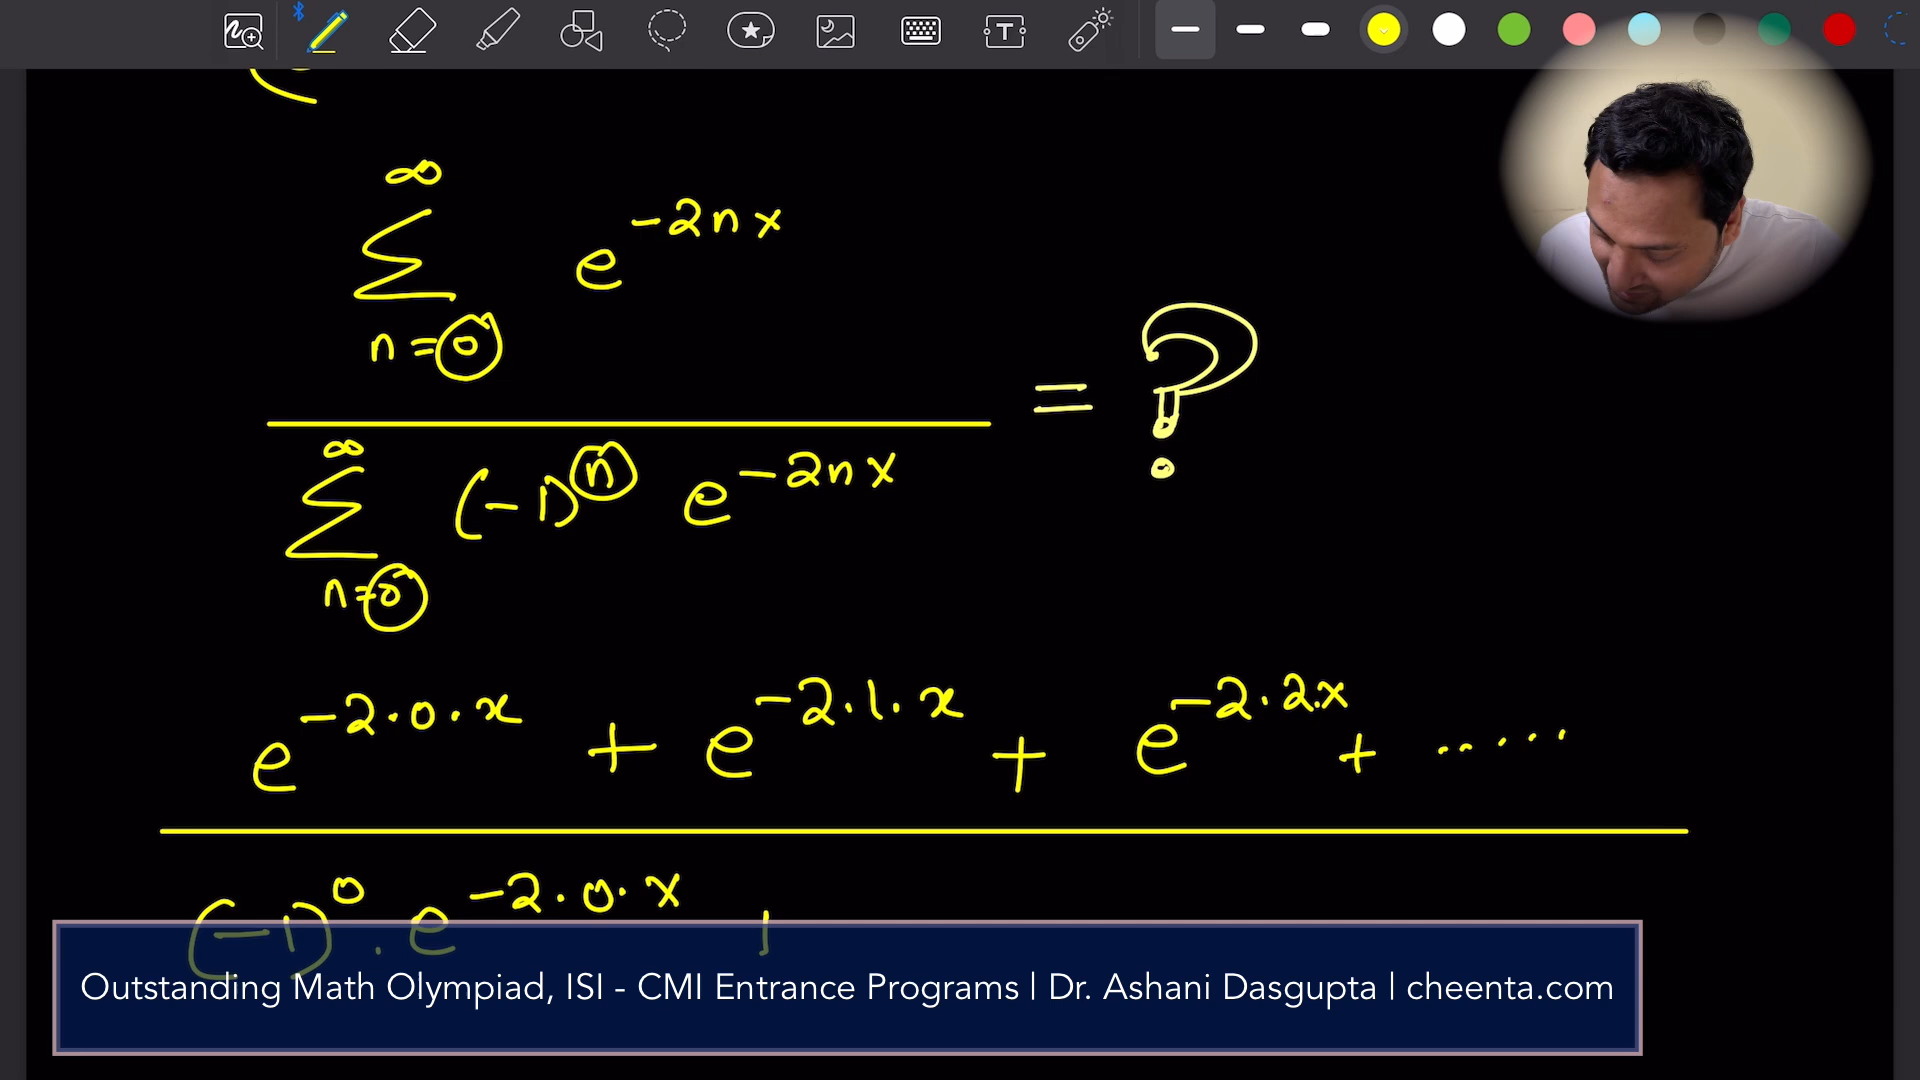 ∞
∑ e^{-2nx}
n=0
= ?
∞
∑ (-1)^n e^{-2nx}
n=0
e^{-2·0·x} + e^{-2·1·x} + e^{-2·2·x} + ......
(-1)^0 · e^{-2·0·x}
Outstanding Math Olympiad, ISI - CMI Entrance Programs | Dr. Ashani Dasgupta | cheenta.com